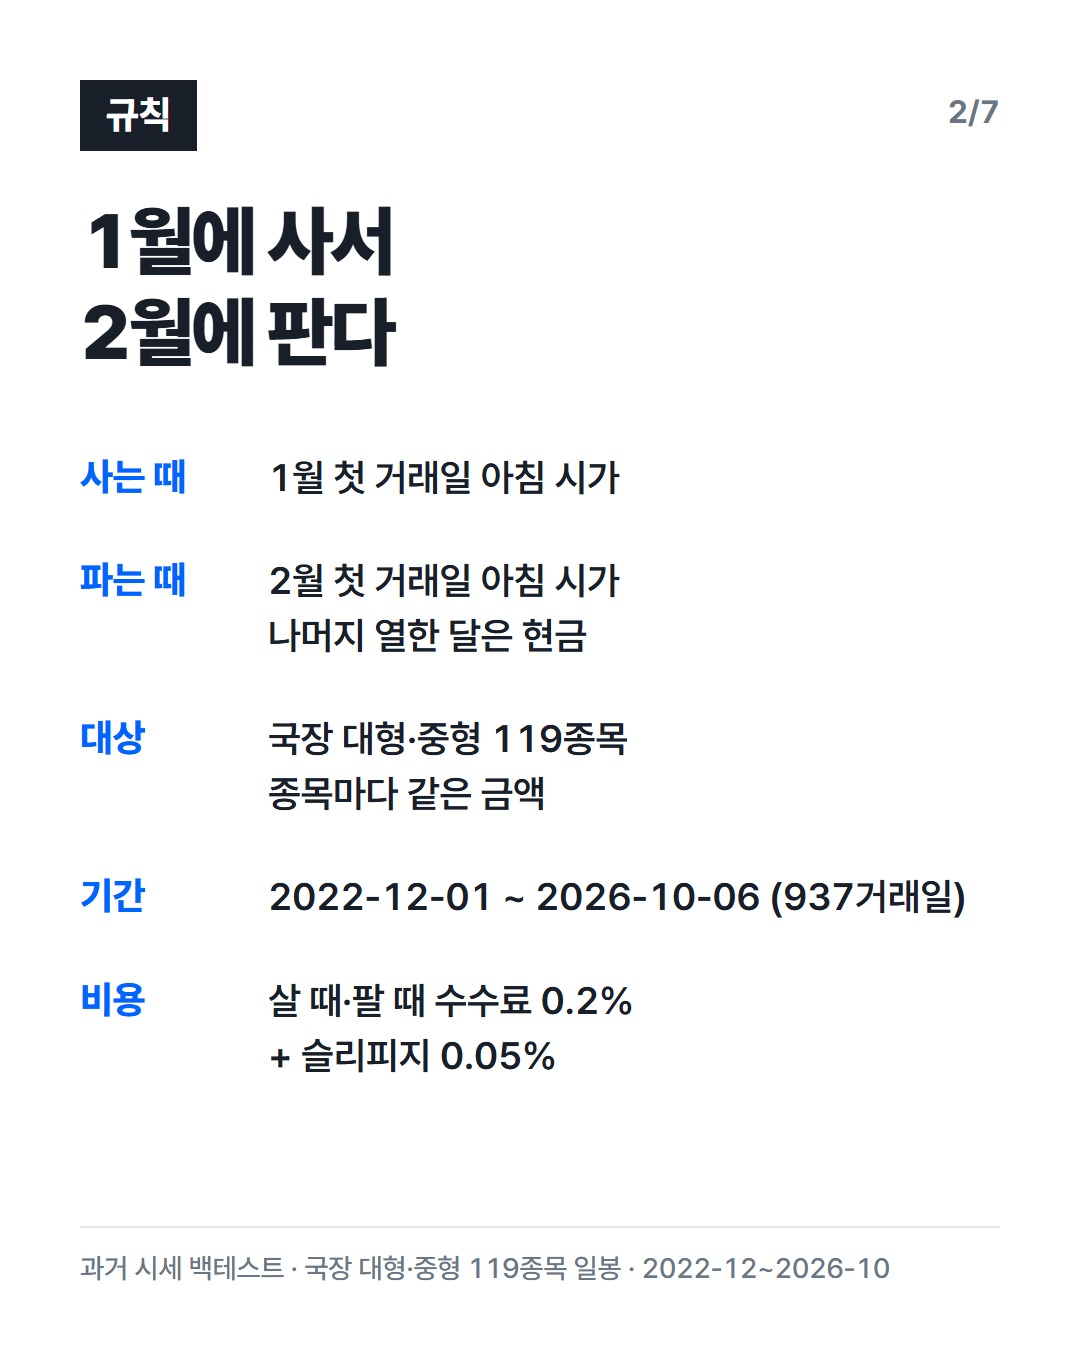 규칙
2/7
1월에 사서
2월에 판다
사는 때 1월 첫 거래일 아침 시가
파는 때 2월 첫 거래일 아침 시가
나머지 열한 달은 현금
대상 국장 대형·중형 119종목
종목마다 같은 금액
기간 2022-12-01 ~ 2026-10-06 (937거래일)
비용 살 때·팔 때 수수료 0.2%
+ 슬리피지 0.05%
과거 시세 백테스트 · 국장 대형·중형 119종목 일봉 · 2022-12~2026-10